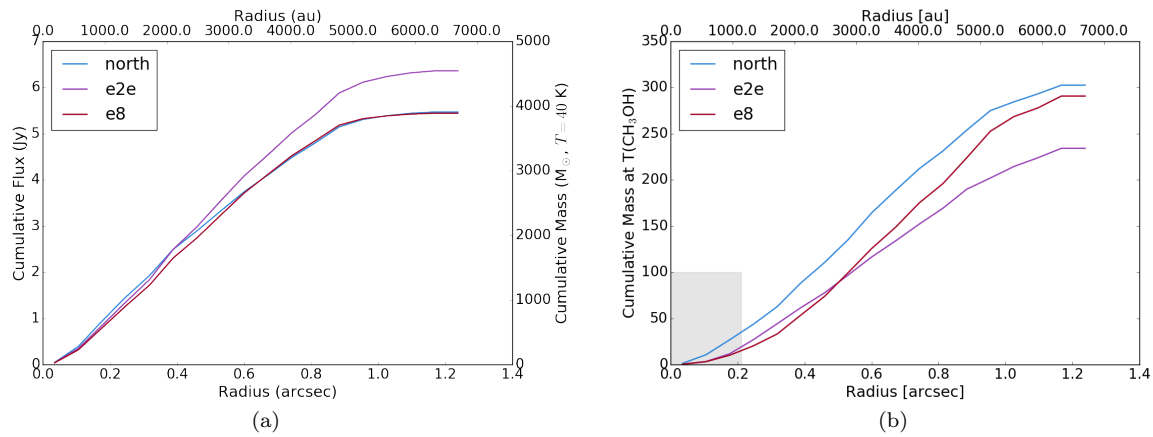 Radius (au)
0 1000.0 2000.0 3000.0 4000.0 5000.0 6000.0 7000.0
7 6 5 4 3 2 1 0
Cumulative Flux (Jy)
north
e2e
e8
5000 4000 3000 2000 1000 0
Cumulative Mass (M⊙, T = 40 K)
0.0 0.2 0.4 0.6 0.8 1.0 1.2 1.4
Radius (arcsec)
(a)
Radius [au]
0 1000.0 2000.0 3000.0 4000.0 5000.0 6000.0 7000.0
350 300 250 200 150 100 50 0
Cumulative Mass at T(CH₃OH)
north
e2e
e8
0.0 0.2 0.4 0.6 0.8 1.0 1.2 1.4
Radius [arcsec]
(b)